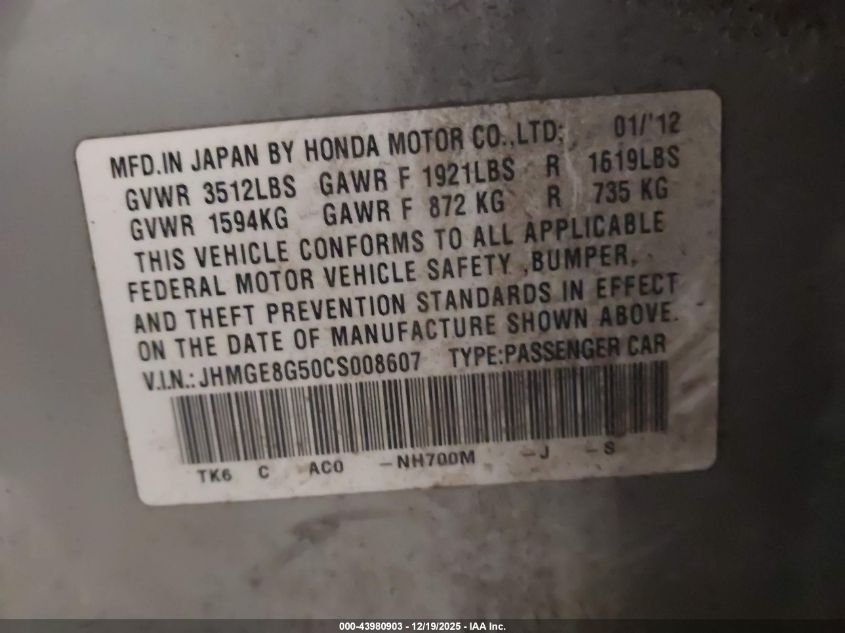 MFD.IN JAPAN BY HONDA MOTOR CO.,LTD; 01/'12
GVWR 3512LBS GAWR F 1921LBS R 1619LBS
GVWR 1594KG GAWR F 872 KG R 735 KG
THIS VEHICLE CONFORMS TO ALL APPLICABLE
FEDERAL MOTOR VEHICLE SAFETY ,BUMPER,
AND THEFT PREVENTION STANDARDS IN EFFECT
ON THE DATE OF MANUFACTURE SHOWN ABOVE.
V.I.N.: JHMGE8G50CS008607 TYPE:PASSENGER CAR
TK6 C AC0 -NH700M -J -S
000-43980903 - 12/19/2025 - IAA Inc.